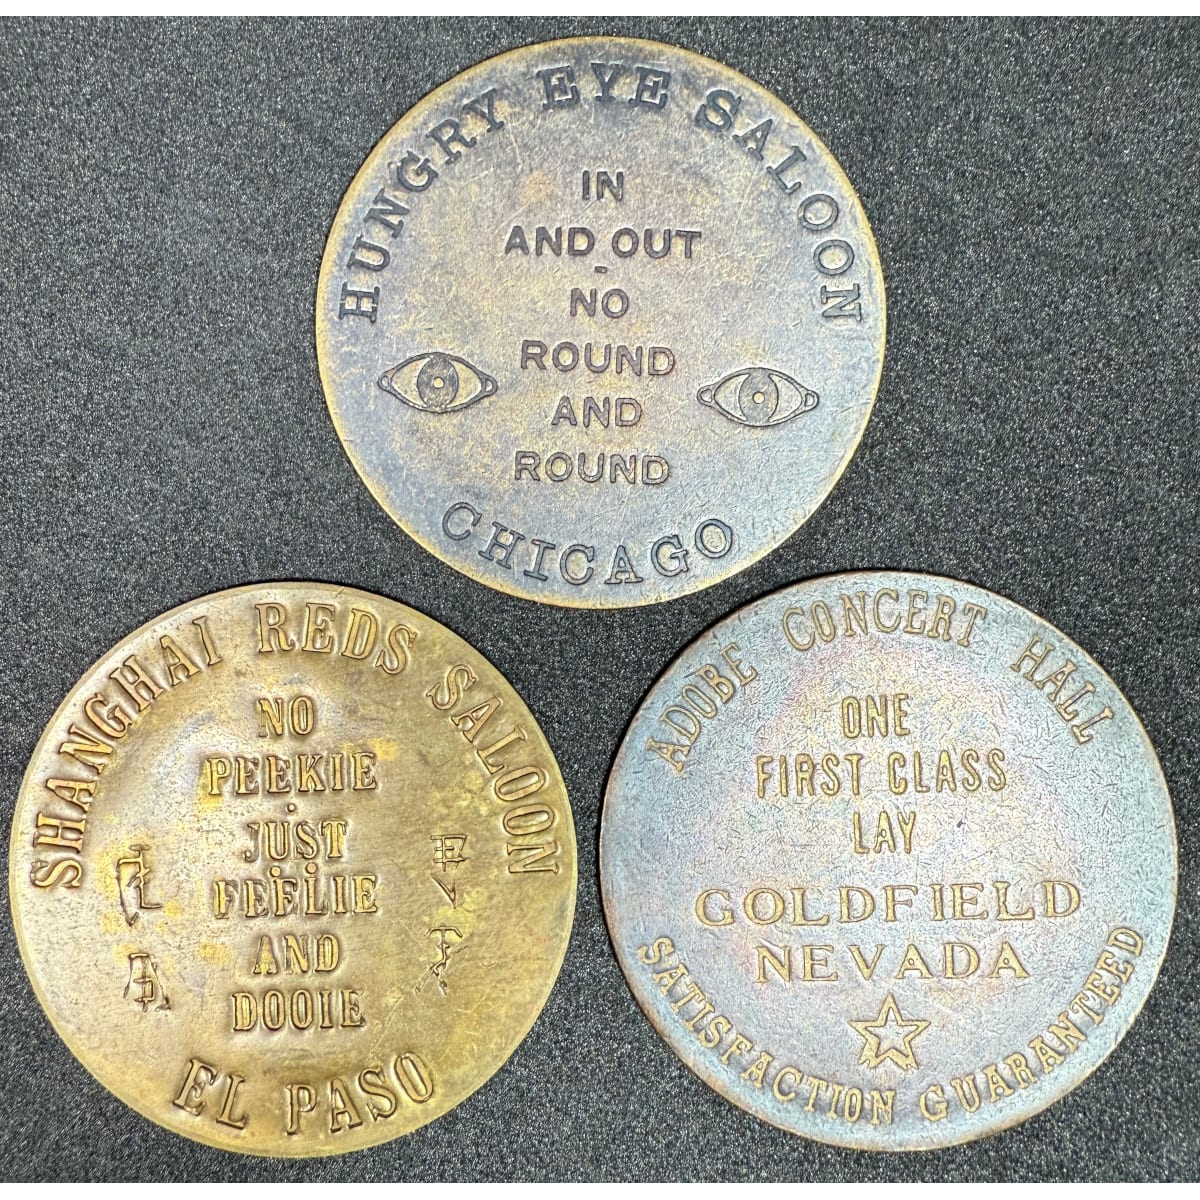 HUNGRY EYE SALOON
IN
AND OUT
-
NO
ROUND
AND
ROUND
CHICAGO
SHANGHAI REDS SALOON
NO
PEEKIE
JUST
FEELIE
AND
DOOIE
EL PASO
ADOBE CONCERT HALL
ONE
FIRST CLASS
LAY
GOLDFIELD
NEVADA
SATISFACTION GUARANTEED